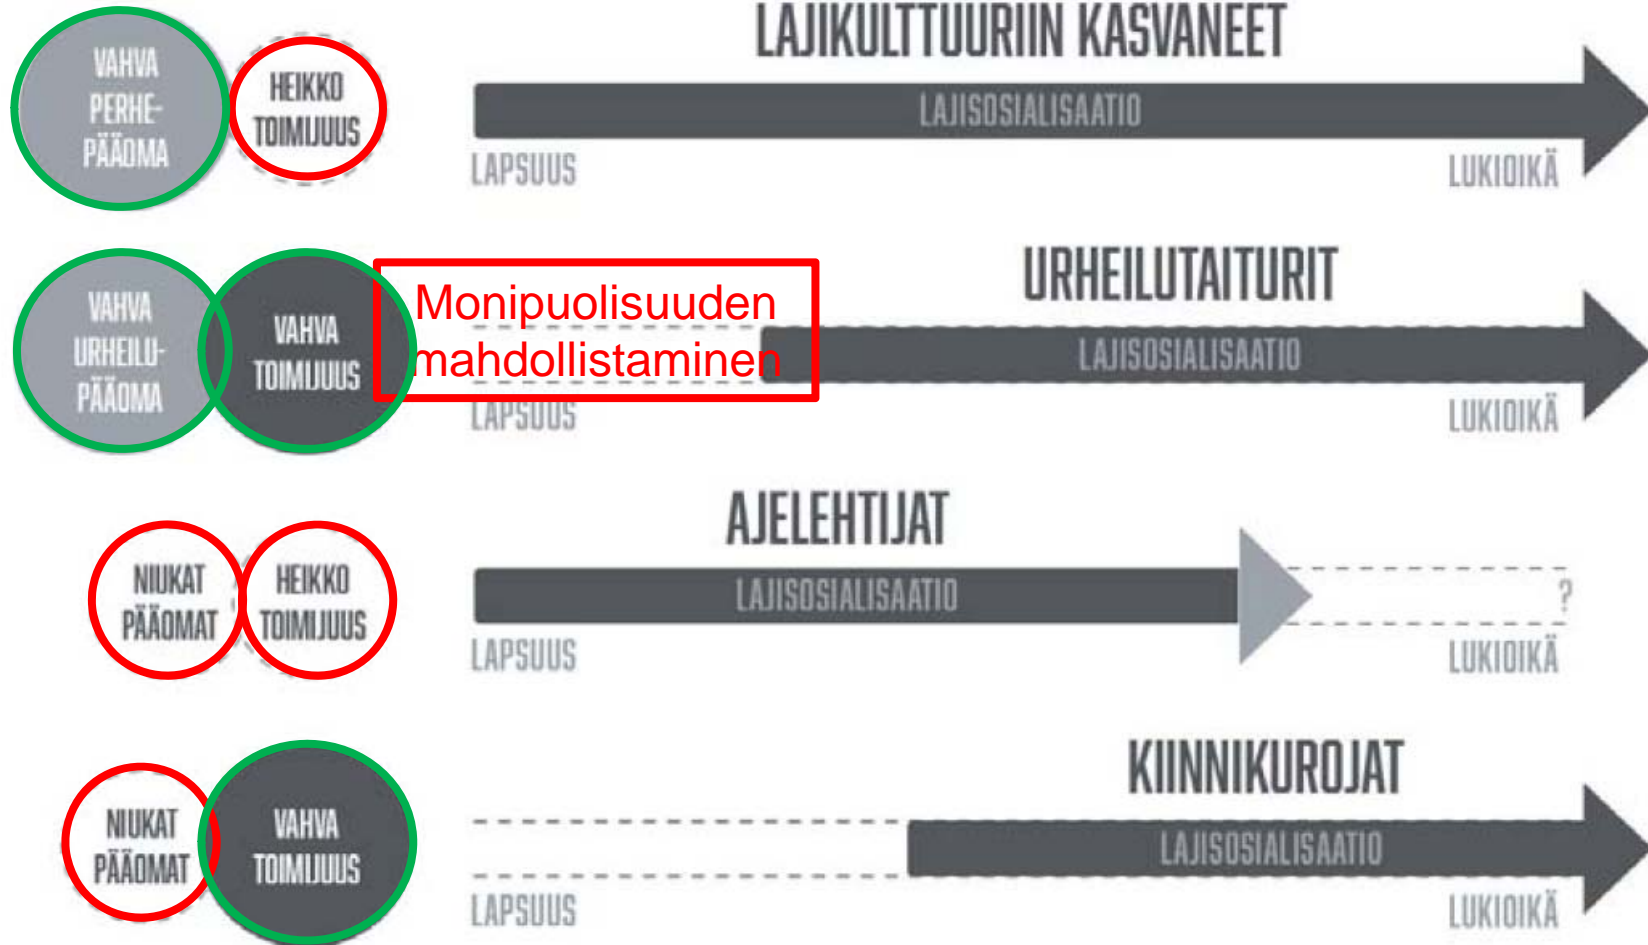 LAJIKULTTUURIIN KASVANEET
VAHVA
PERHE-
PÄÄOMA
HEIKKO
TOIMIJUUS
LAJISOSIALISAATIO
LAPSUUS
LUKIOIKÄ
URHEILUTAITURIT
VAHVA
URHEILU-
PÄÄOMA
VAHVA
TOIMIJUUS
Monipuolisuuden
mahdollistaminen
LAJISOSIALISAATIO
LAPSUUS
LUKIOIKÄ
AJELEHTIJAT
NIUKAT
PÄÄOMAT
HEIKKO
TOIMIJUUS
LAJISOSIALISAATIO
?
LAPSUUS
LUKIOIKÄ
KIINNIKUROJAT
NIUKAT
PÄÄOMAT
VAHVA
TOIMIJUUS
LAJISOSIALISAATIO
LAPSUUS
LUKIOIKÄ